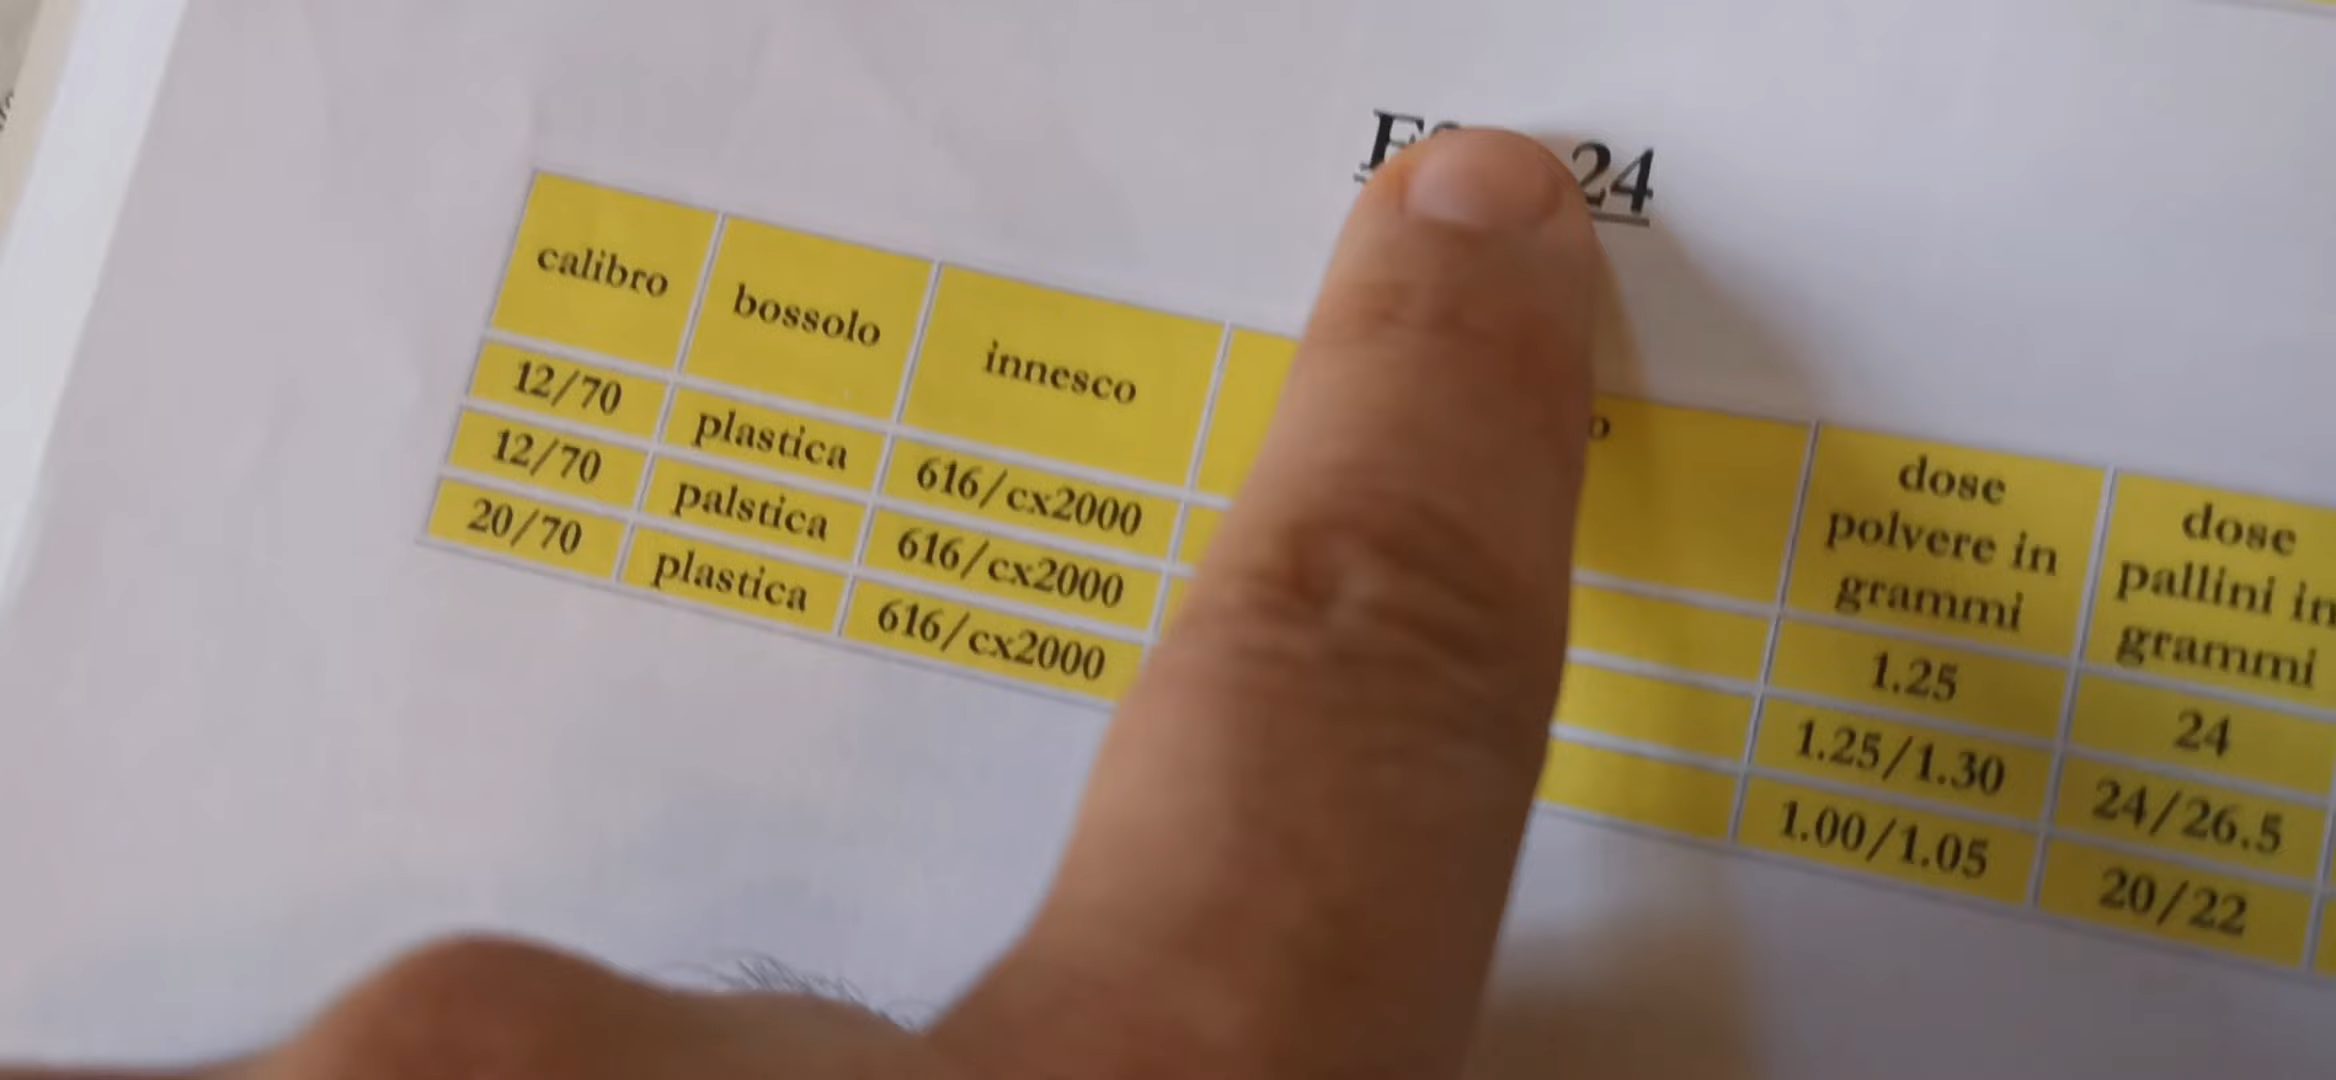 24
calibro bossolo innesco dose polvere in grammi dose pallini in grammi
12/70 plastica 616/cx2000 1.25 24
12/70 palstica 616/cx2000 1.25/1.30 24/26.5
20/70 plastica 616/cx2000 1.00/1.05 20/22